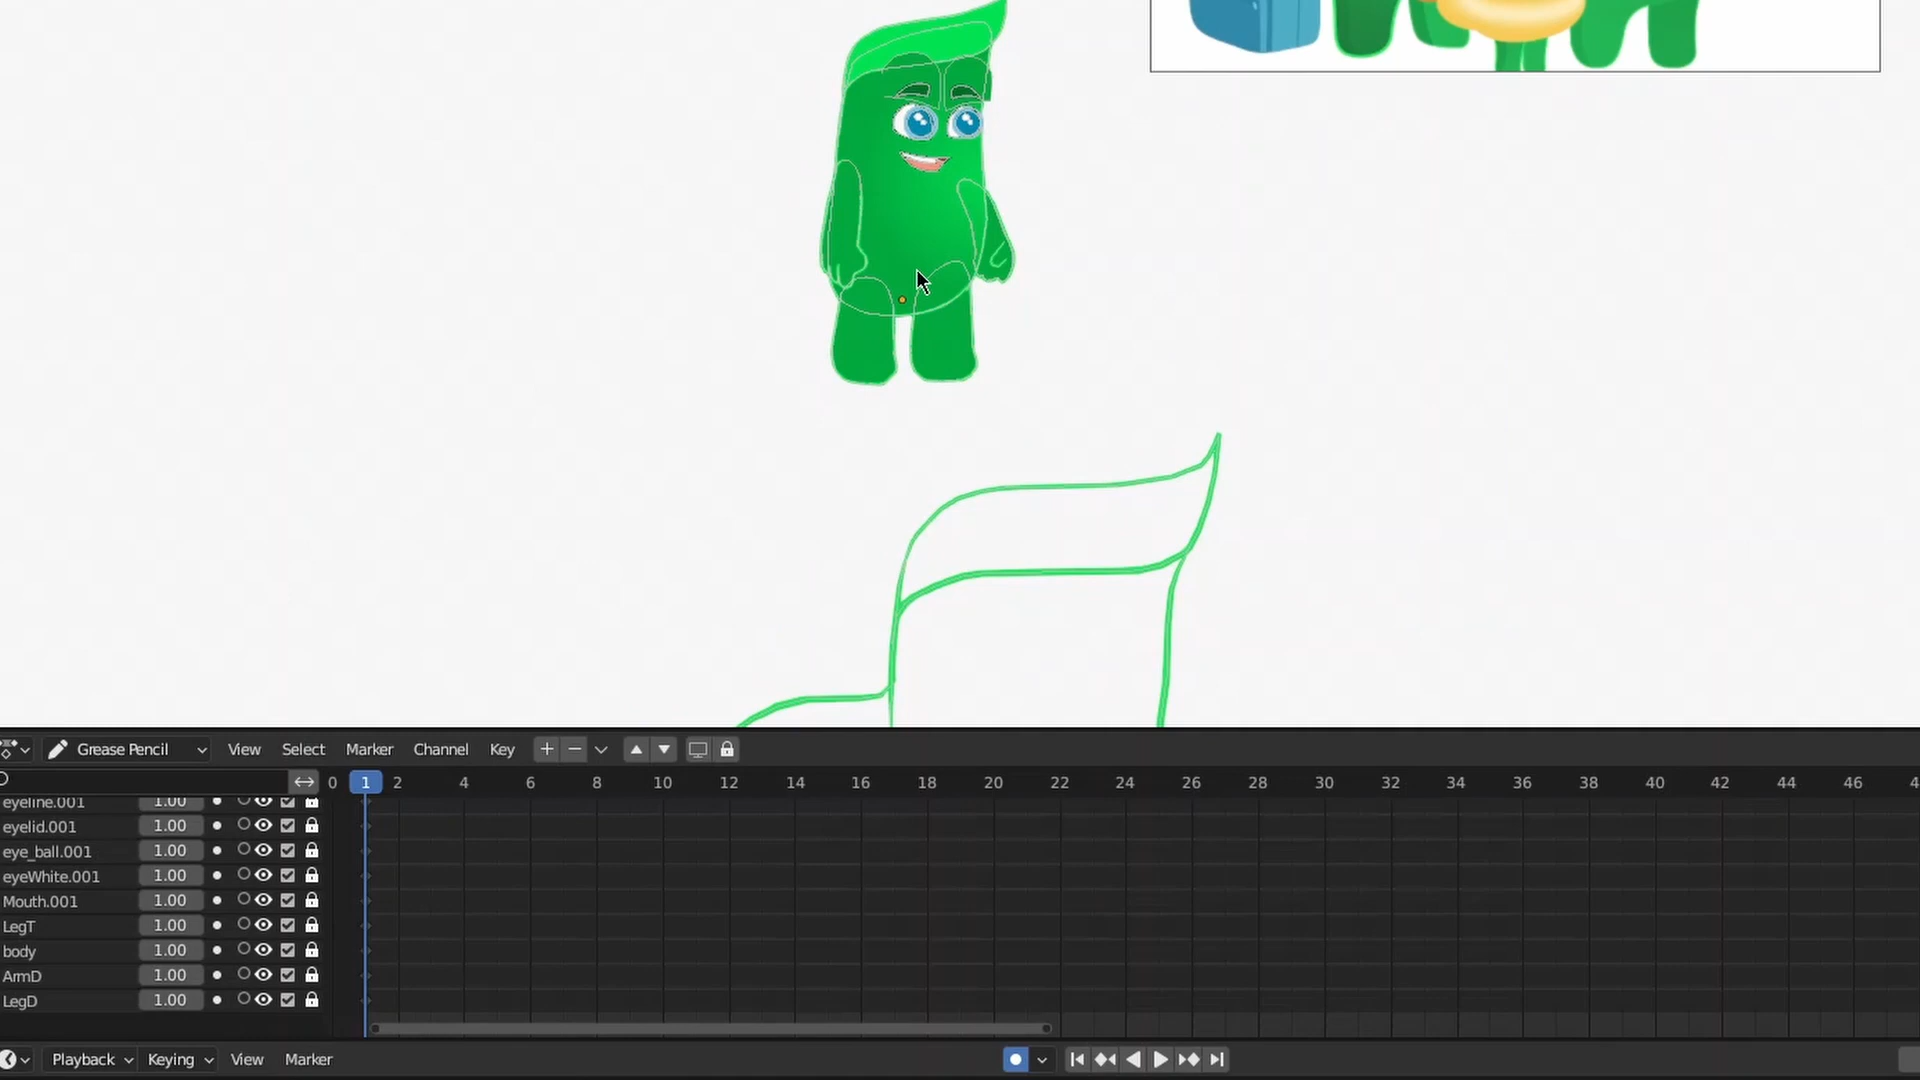 Grease Pencil View Select Marker Channel Key
0 1 2 4 6 8 10 12 14 16 18 20 22 24 26 28 30 32 34 36 38 40 42 44 46
eyeline.001 1.00
eyelid.001 1.00
eye_ball.001 1.00
eyeWhite.001 1.00
Mouth.001 1.00
LegT 1.00
body 1.00
ArmD 1.00
LegD 1.00
Playback Keying View Marker